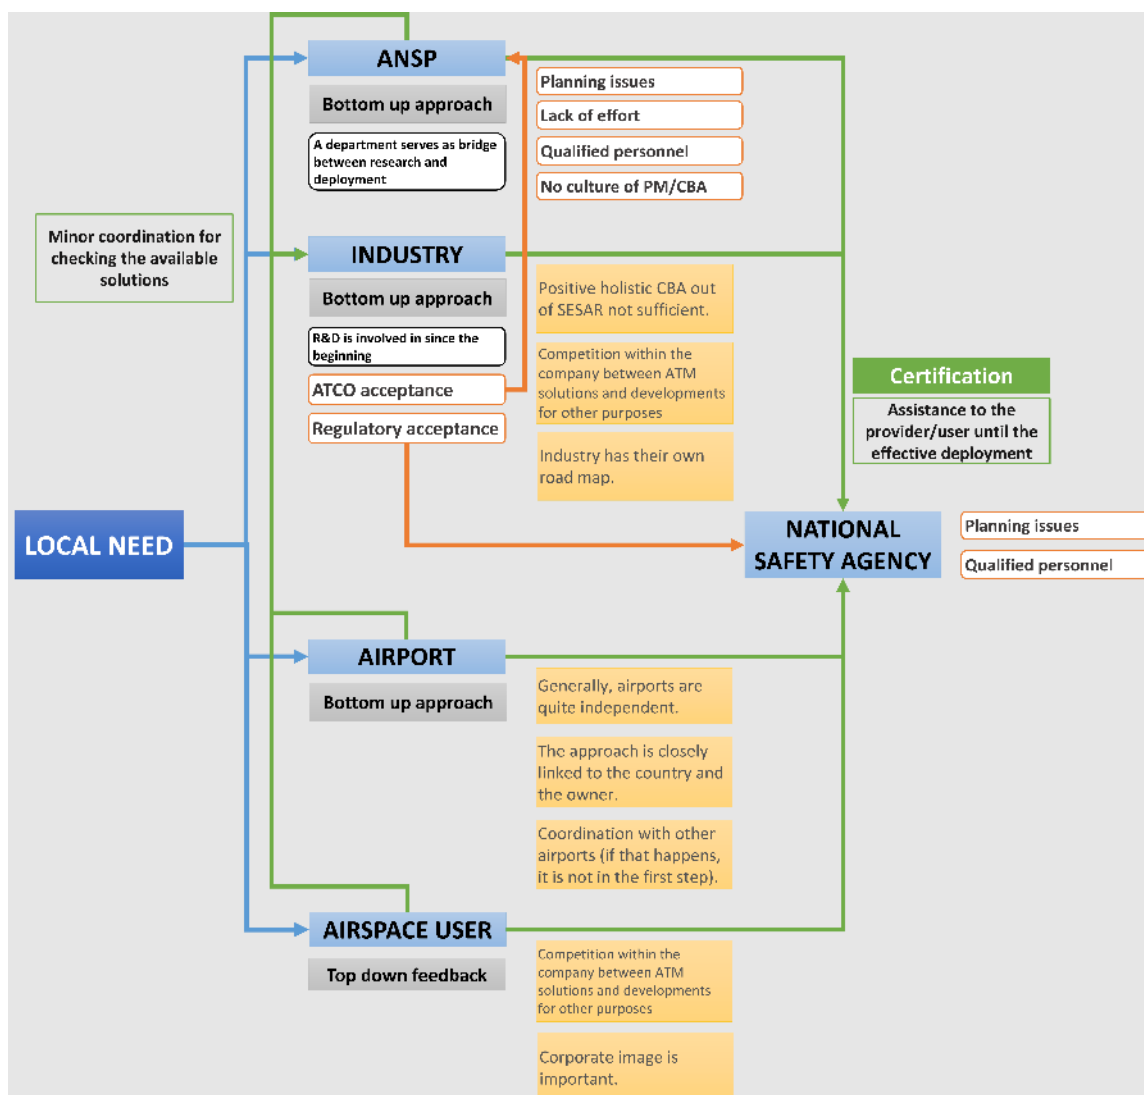 ANSP
Bottom up approach
A department serves as bridge
between research and
deployment
Planning issues
Lack of effort
Qualified personnel
No culture of PM/CBA
Minor coordination for
checking the available
solutions
INDUSTRY
Bottom up approach
R&D is involved in since the
beginning
ATCO acceptance
Regulatory acceptance
Positive holistic CBA out
of SESAR not sufficient.
Competition within the
company between ATM
solutions and developments
for other purposes
Industry has their own
road map.
Certification
Assistance to the
provider/user until the
effective deployment
LOCAL NEED
NATIONAL
SAFETY AGENCY
Planning issues
Qualified personnel
AIRPORT
Bottom up approach
Generally, airports are
quite independent.
The approach is closely
linked to the country and
the owner.
Coordination with other
airports (if that happens,
it is not in the first step).
AIRSPACE USER
Top down feedback
Competition within the
company between ATM
solutions and developments
for other purposes
Corporate image is
important.